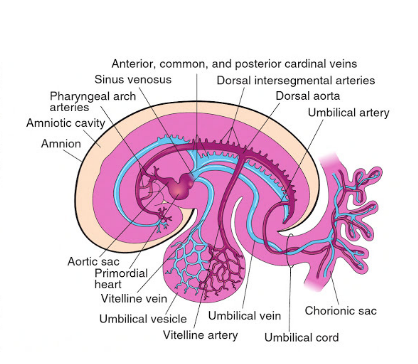 Anterior, common, and posterior cardinal veins
Sinus venosus
Dorsal intersegmental arteries
Pharyngeal arch
arteries
Dorsal aorta
Umbilical artery
Amniotic cavity
Amnion
Aortic sac
Primordial
heart
Vitelline vein
Umbilical vesicle
Vitelline artery
Umbilical vein
Umbilical cord
Chorionic sac